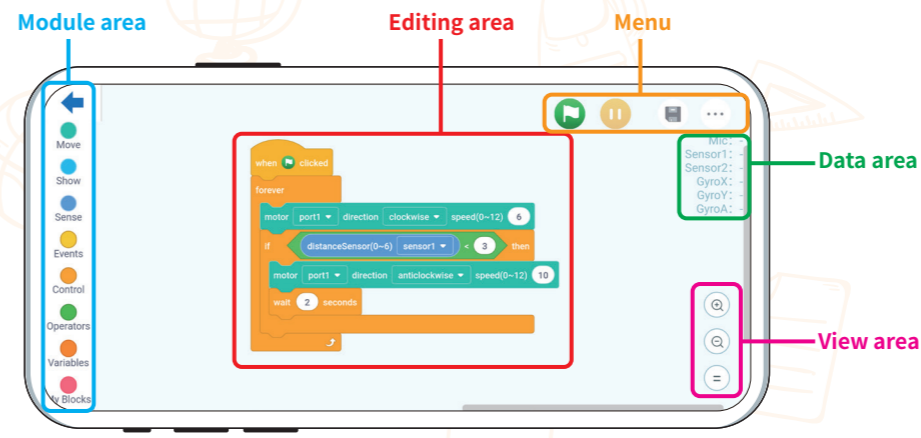 Module area
Editing area
Menu
Move
Show
Sense
Events
Control
Operators
Variables
y Blocks
when clicked
forever
motor port1 direction clockwise speed(0~12) 6
if distanceSensor(0~6) sensor1 < 3 then
motor port1 direction anticlockwise speed(0~12) 10
wait 2 seconds
Mic: -
Sensor1: -
Sensor2: -
GyroX: -
GyroY: -
GyroA: -
Data area
View area